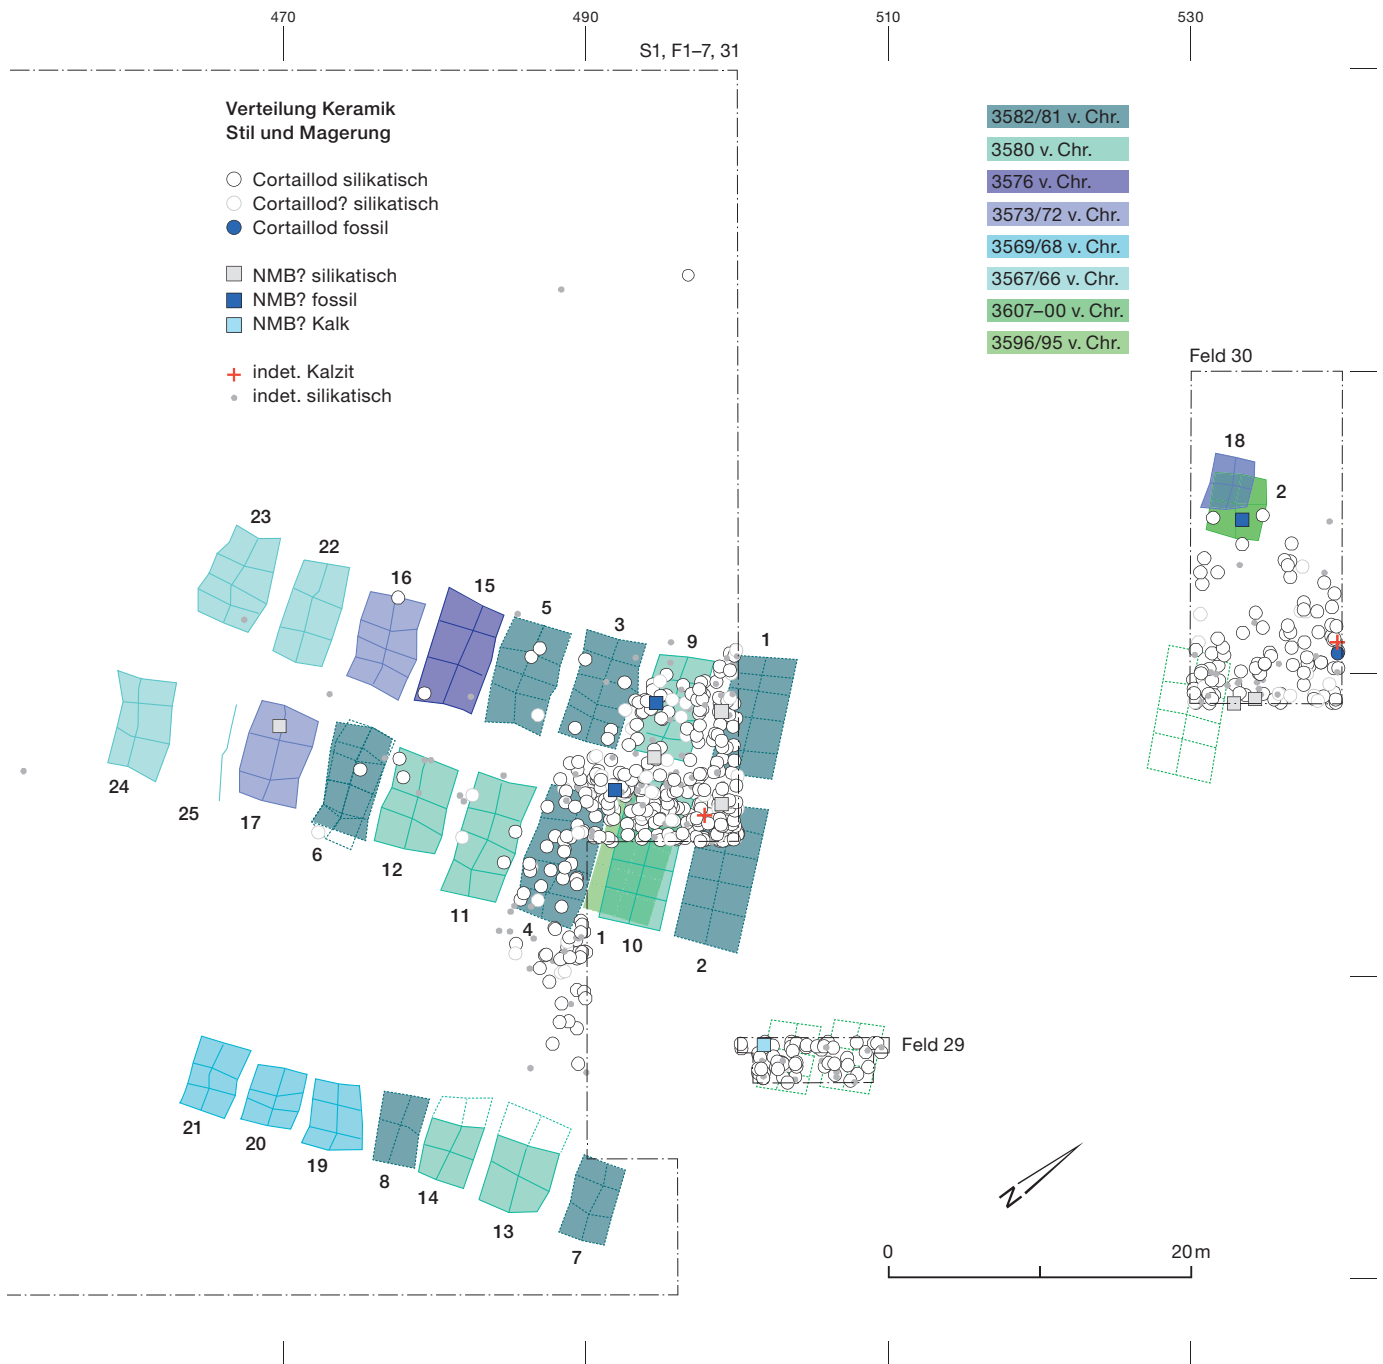 470
490
510
530
S1, F1–7, 31
Verteilung Keramik
Stil und Magerung
Cortaillod silikatisch
Cortaillod? silikatisch
Cortaillod fossil
NMB? silikatisch
NMB? fossil
NMB? Kalk
indet. Kalzit
indet. silikatisch
3582/81 v. Chr.
3580 v. Chr.
3576 v. Chr.
3573/72 v. Chr.
3569/68 v. Chr.
3567/66 v. Chr.
3607–00 v. Chr.
3596/95 v. Chr.
Feld 30
18
2
23
22
16
15
5
3
9
1
24
25
17
6
12
11
4
1
10
2
Feld 29
21
20
19
8
14
13
7
N
0
20 m